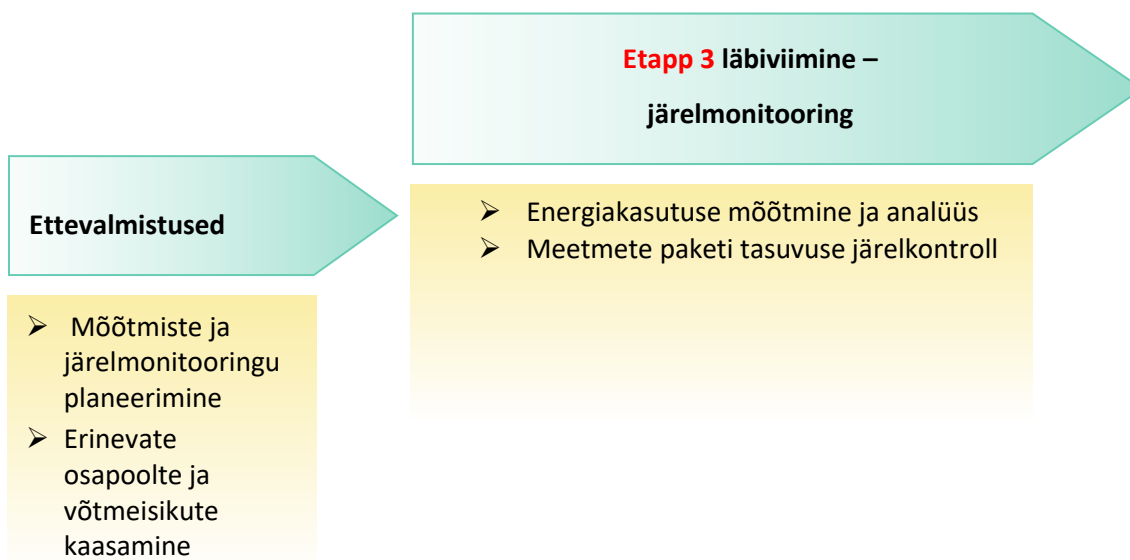 Etapp 3 läbiviimine –
järelmonitooring
Ettevalmistused
➢ Energiakasutuse mõõtmine ja analüüs
➢ Meetmete paketi tasuvuse järelkontroll
➢ Mõõtmiste ja
järelmonitooringu
planeerimine
➢ Erinevate
osapoolte ja
võtmeisikute
kaasamine